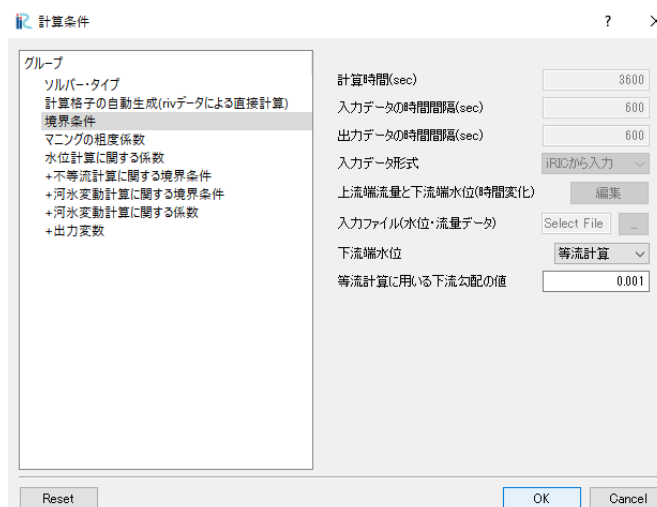 計算条件
?
グループ
ソルバー・タイプ
計算格子の自動生成(rivデータによる直接計算)
境界条件
マニングの粗度係数
水位計算に関する係数
+不等流計算に関する境界条件
+河氷変動計算に関する境界条件
+河氷変動計算に関する係数
+出力変数
計算時間(sec) 3600
入力データの時間間隔(sec) 600
出力データの時間間隔(sec) 600
入力データ形式 iRICから入力
上流端流量と下流端水位(時間変化) 編集
入力ファイル(水位・流量データ) Select File ...
下流端水位 等流計算
等流計算に用いる下流勾配の値 0.001
Reset OK Cancel